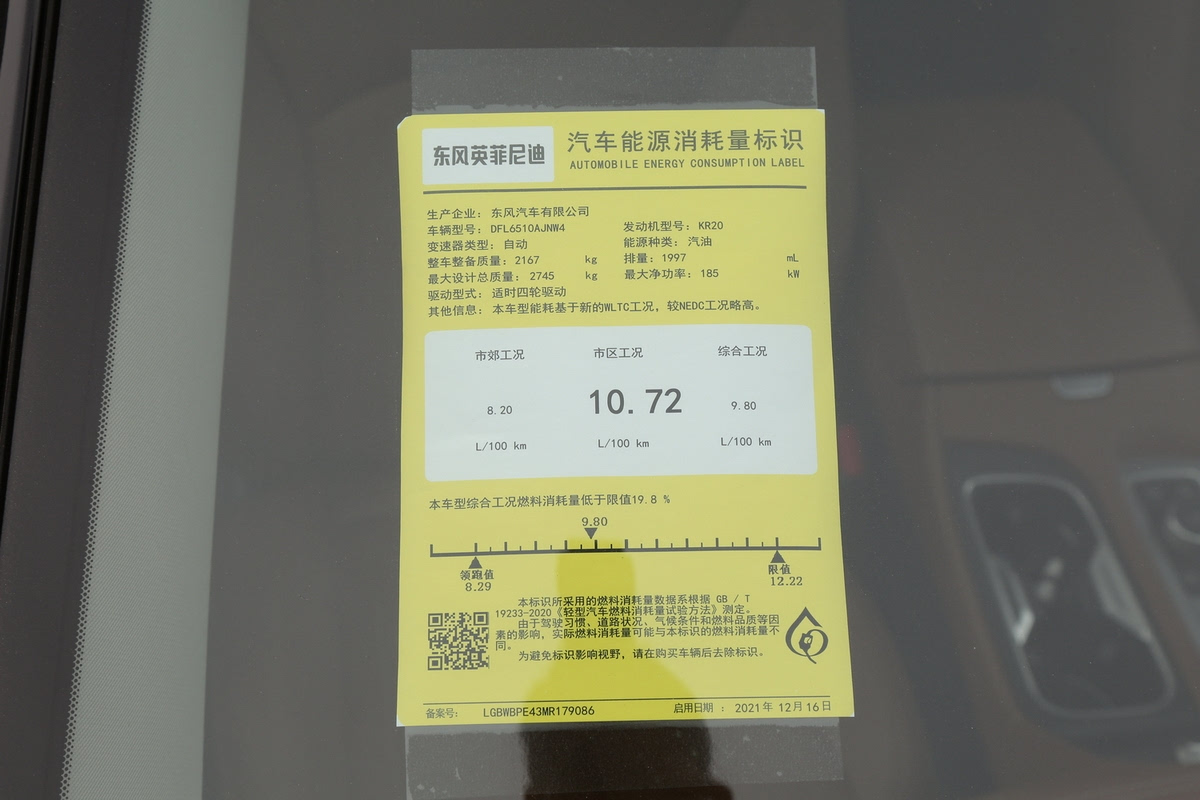 东风英菲尼迪
汽车能源消耗量标识
AUTOMOBILE ENERGY CONSUMPTION LABEL
生产企业: 东风汽车有限公司
车辆型号: DFL6510AJNW4 发动机型号: KR20
变速器类型: 自动 能源种类: 汽油
整车整备质量: 2167 kg 排量: 1997 mL
最大设计总质量: 2745 kg 最大净功率: 185 kW
驱动型式: 适时四轮驱动
其他信息: 本车型能耗基于新的WLTC工况，较NEDC工况略高。
市郊工况 市区工况 综合工况
8.20 10.72 9.80
L/100 km L/100 km L/100 km
本车型综合工况燃料消耗量低于限值19.8 %
9.80
领跑值 限值
8.29 12.22
本标识所采用的燃料消耗量数据系根据 GB / T
19233-2020《轻型汽车燃料消耗量试验方法》测定。
由于驾驶习惯、道路状况、气候条件和燃料品质等因
素的影响，实际燃料消耗量可能与本标识的燃料消耗量不
同。
为避免标识影响视野，请在购买车辆后去除标识。
备案号: LGBWBPE43MR179086 启用日期 : 2021年 12月16日